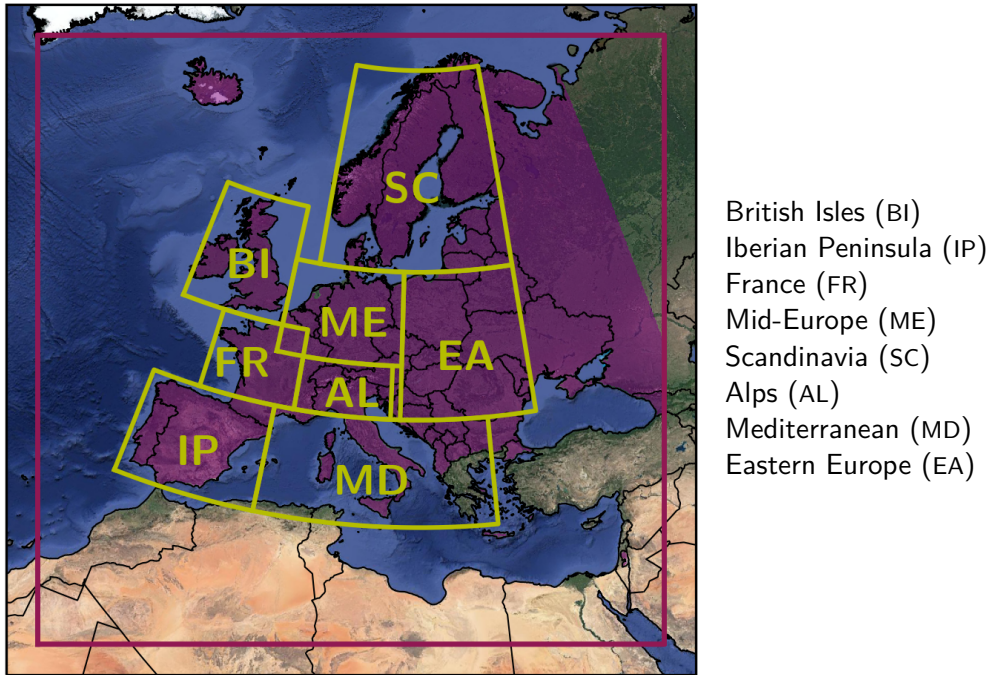 SC
BI
ME
FR
EA
AL
IP
MD
British Isles (BI)
Iberian Peninsula (IP)
France (FR)
Mid-Europe (ME)
Scandinavia (SC)
Alps (AL)
Mediterranean (MD)
Eastern Europe (EA)